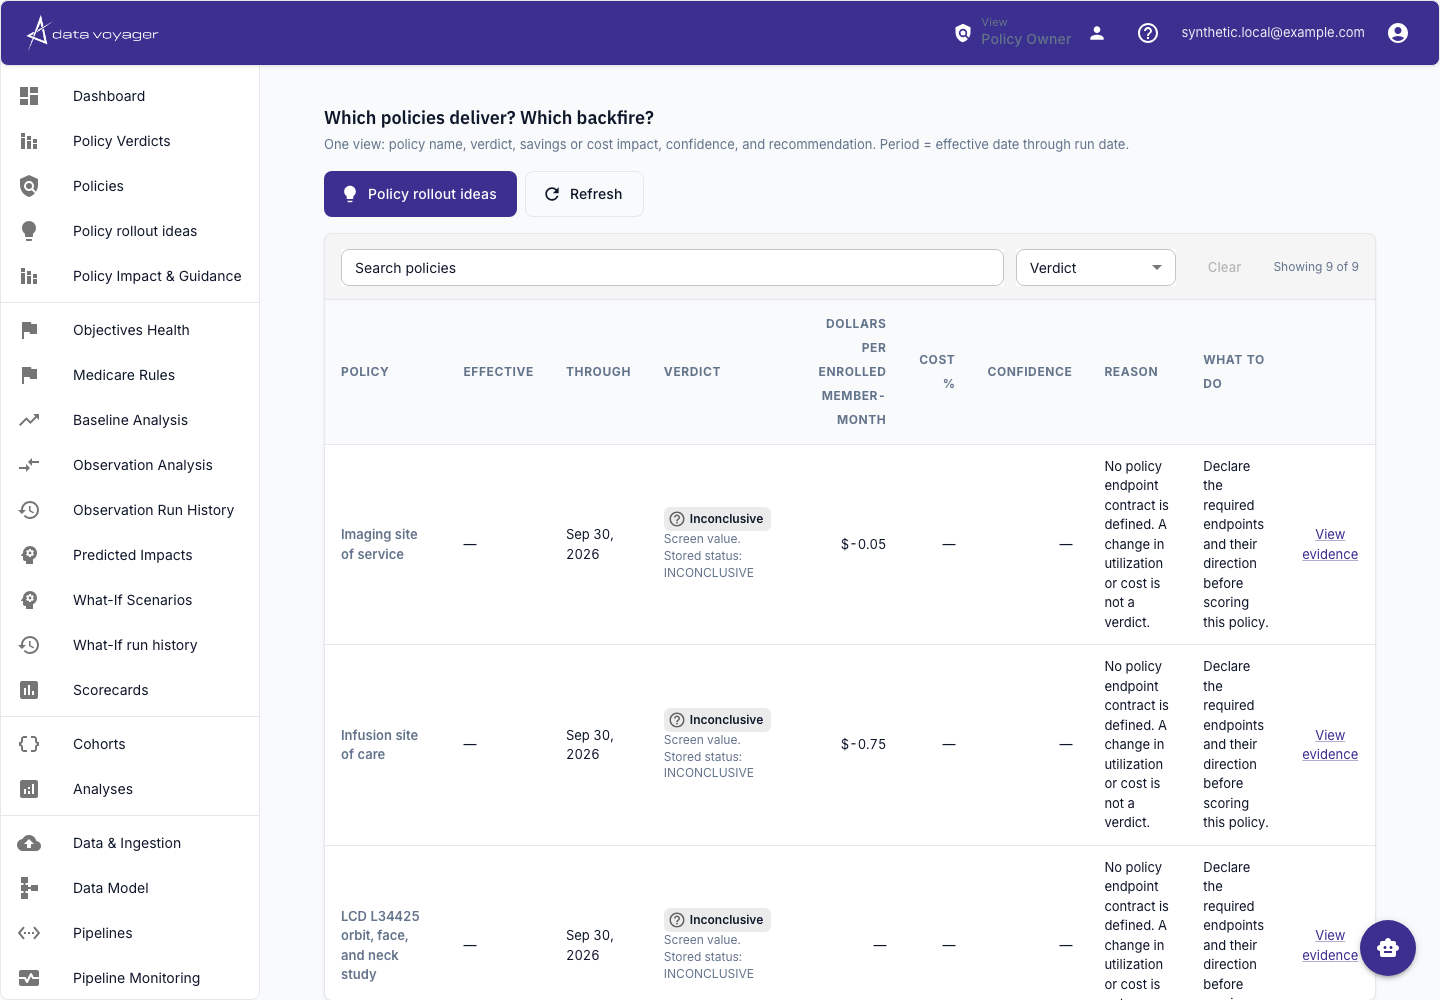 data voyager
View
Policy Owner
synthetic.local@example.com
Dashboard
Policy Verdicts
Policies
Policy rollout ideas
Policy Impact & Guidance
Objectives Health
Medicare Rules
Baseline Analysis
Observation Analysis
Observation Run History
Predicted Impacts
What-If Scenarios
What-If run history
Scorecards
Cohorts
Analyses
Data & Ingestion
Data Model
Pipelines
Pipeline Monitoring
Which policies deliver? Which backfire?
One view: policy name, verdict, savings or cost impact, confidence, and recommendation. Period = effective date through run date.
Policy rollout ideas
Refresh
Search policies
Verdict
Clear
Showing 9 of 9
POLICY
EFFECTIVE
THROUGH
VERDICT
DOLLARS
PER
ENROLLED
MEMBER-
MONTH
COST
%
CONFIDENCE
REASON
WHAT TO
DO
Imaging site
of service
—
Sep 30,
2026
Inconclusive
Screen value.
Stored status:
INCONCLUSIVE
$-0.05
—
—
No policy
endpoint
contract is
defined. A
change in
utilization
or cost is
not a
verdict.
Declare
the
required
endpoints
and their
direction
before
scoring
this policy.
View
evidence
Infusion site
of care
—
Sep 30,
2026
Inconclusive
Screen value.
Stored status:
INCONCLUSIVE
$-0.75
—
—
No policy
endpoint
contract is
defined. A
change in
utilization
or cost is
not a
verdict.
Declare
the
required
endpoints
and their
direction
before
scoring
this policy.
View
evidence
LCD L34425
orbit, face,
and neck
study
—
Sep 30,
2026
Inconclusive
Screen value.
Stored status:
INCONCLUSIVE
—
—
—
No policy
endpoint
contract is
defined. A
change in
utilization
or cost is
Declare
the
required
endpoints
and their
direction
before
View
evidence